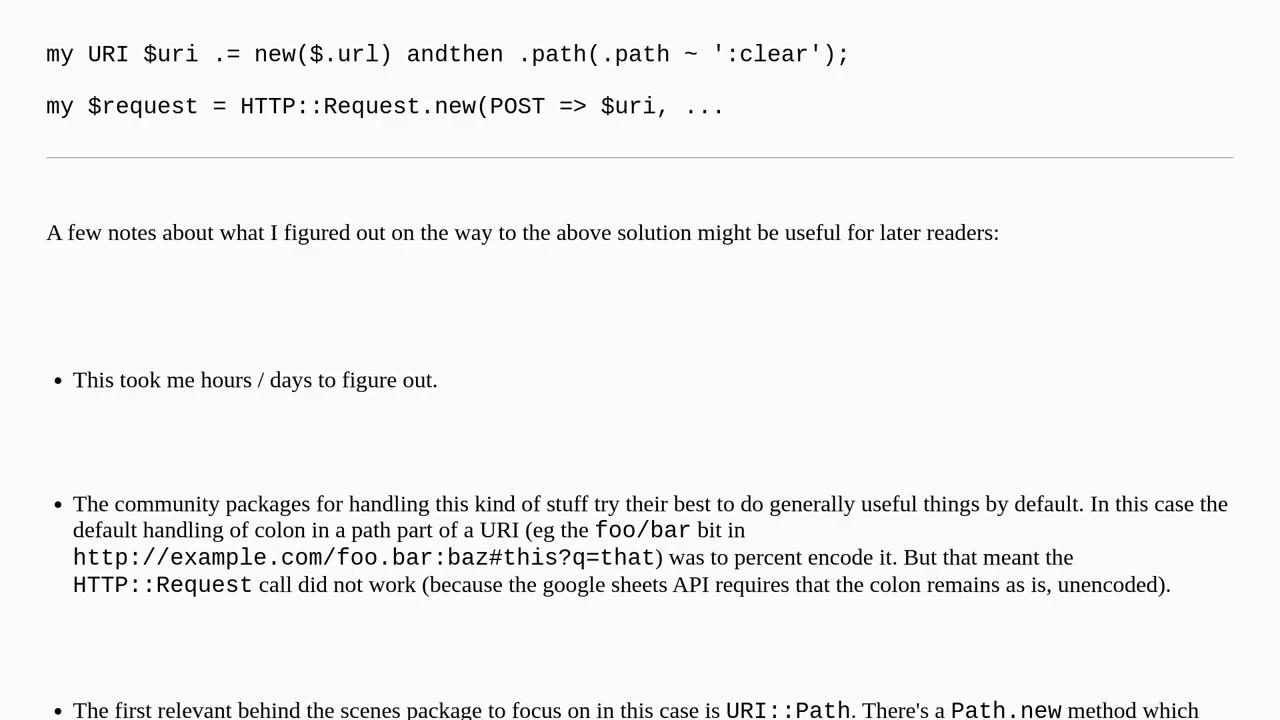 my URI $uri .= new($.url) andthen .path(.path ~ ':clear');
my $request = HTTP::Request.new(POST => $uri, ...
A few notes about what I figured out on the way to the above solution might be useful for later readers:
• This took me hours / days to figure out.
• The community packages for handling this kind of stuff try their best to do generally useful things by default. In this case the
default handling of colon in a path part of a URI (eg the foo/bar bit in
http://example.com/foo.bar:baz#this?q=that) was to percent encode it. But that meant the
HTTP::Request call did not work (because the google sheets API requires that the colon remains as is, unencoded).
• The first relevant behind the scenes package to focus on in this case is URI::Path. There's a Path.new method which